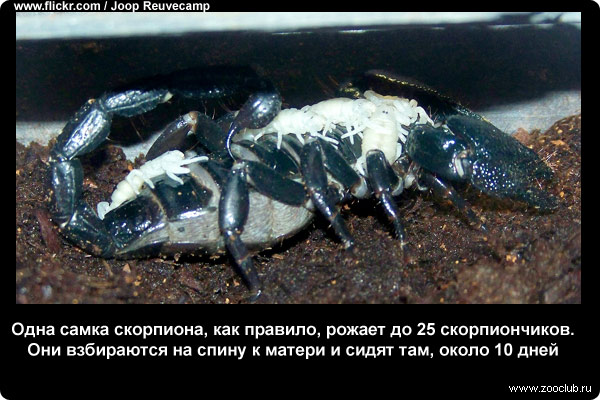 www.flickr.com / Joop Reuvecamp
Одна самка скорпиона, как правило, рожает до 25 скорпиончиков.
Они взбираются на спину к матери и сидят там, около 10 дней
www.zooclub.ru